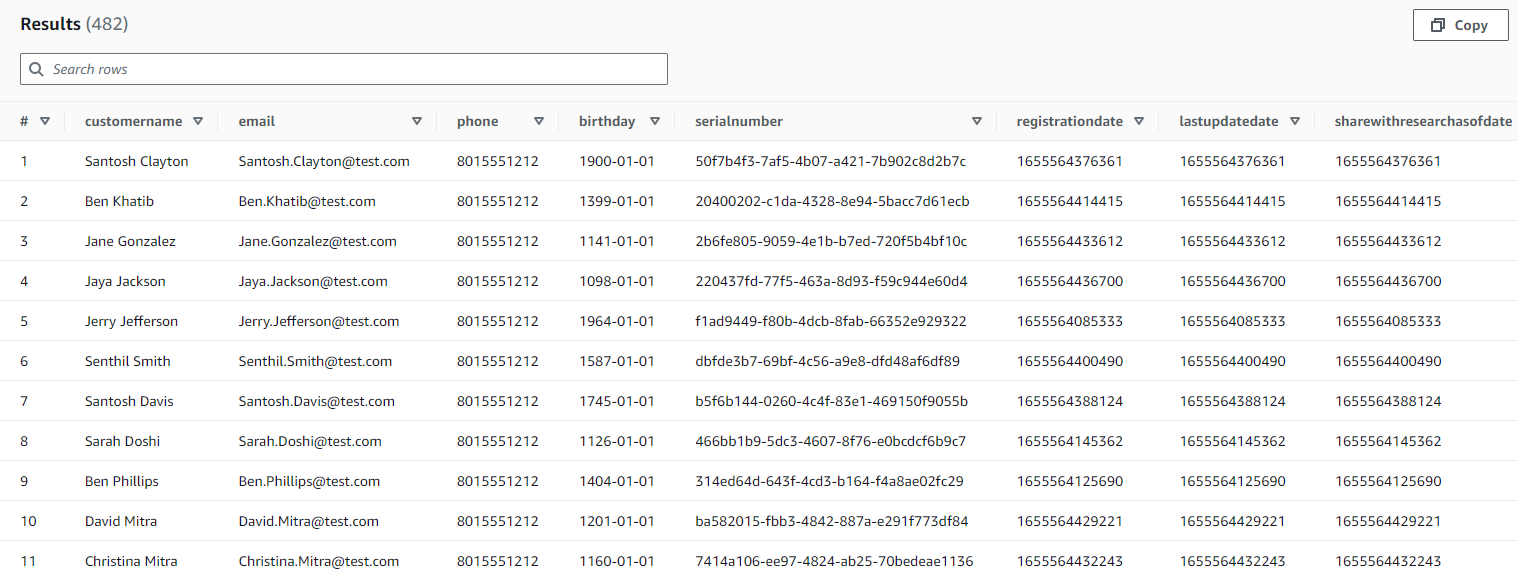 Results (482)
Copy
Search rows
# customername email phone birthday serialnumber registrationdate lastupdatedate sharewithresearchasofdate
1 Santosh Clayton Santosh.Clayton@test.com 8015551212 1900-01-01 50f7b4f3-7af5-4b07-a421-7b902c8d2b7c 1655564376361 1655564376361 1655564376361
2 Ben Khatib Ben.Khatib@test.com 8015551212 1399-01-01 20400202-c1da-4328-8e94-5bacc7d61ecb 1655564414415 1655564414415 1655564414415
3 Jane Gonzalez Jane.Gonzalez@test.com 8015551212 1141-01-01 2b6fe805-9059-4e1b-b7ed-720f5b4bf10c 1655564433612 1655564433612 1655564433612
4 Jaya Jackson Jaya.Jackson@test.com 8015551212 1098-01-01 220437fd-77f5-463a-8d93-f59c944e60d4 1655564436700 1655564436700 1655564436700
5 Jerry Jefferson Jerry.Jefferson@test.com 8015551212 1964-01-01 f1ad9449-f80b-4dcb-8fab-66352e929322 1655564085333 1655564085333 1655564085333
6 Senthil Smith Senthil.Smith@test.com 8015551212 1587-01-01 dbfde3b7-69bf-4c56-a9e8-dfd48af6df89 1655564400490 1655564400490 1655564400490
7 Santosh Davis Santosh.Davis@test.com 8015551212 1745-01-01 b5f6b144-0260-4c4f-83e1-469150f9055b 1655564388124 1655564388124 1655564388124
8 Sarah Doshi Sarah.Doshi@test.com 8015551212 1126-01-01 466bb1b9-5dc3-4607-8f76-e0bcdcf6b9c7 1655564145362 1655564145362 1655564145362
9 Ben Phillips Ben.Phillips@test.com 8015551212 1404-01-01 314ed64d-643f-4cd3-b164-f4a8ae02fc29 1655564125690 1655564125690 1655564125690
10 David Mitra David.Mitra@test.com 8015551212 1201-01-01 ba582015-fbb3-4842-887a-e291f773df84 1655564429221 1655564429221 1655564429221
11 Christina Mitra Christina.Mitra@test.com 8015551212 1160-01-01 7414a106-ee97-4824-ab25-70bedeae1136 1655564432243 1655564432243 1655564432243